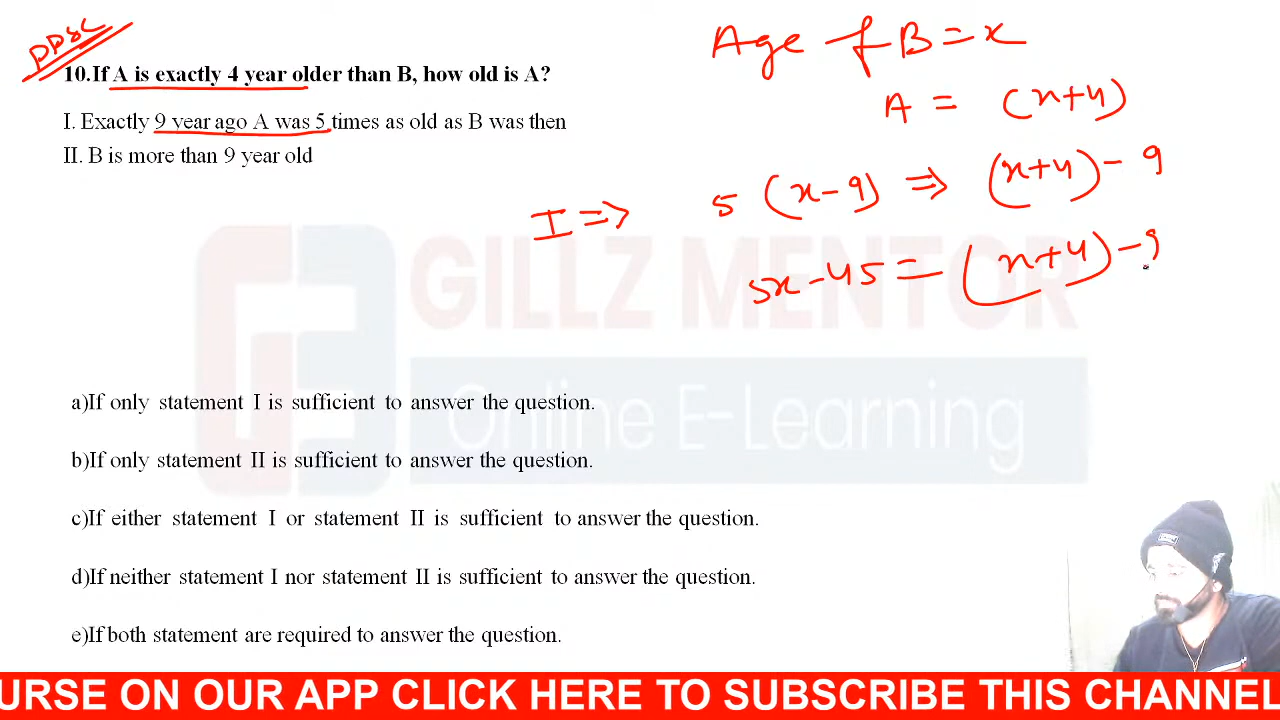 PPSC
10.If A is exactly 4 year older than B, how old is A?
I. Exactly 9 year ago A was 5 times as old as B was then
II. B is more than 9 year old
Age of B = x
A = (x+4)
I => 5 (x-9) => (x+4) - 9
5x - 45 = (x+4) - 9
GILLZ MENTOR
Online E-Learning
a)If only statement I is sufficient to answer the question.
b)If only statement II is sufficient to answer the question.
c)If either statement I or statement II is sufficient to answer the question.
d)If neither statement I nor statement II is sufficient to answer the question.
e)If both statement are required to answer the question.
URSE ON OUR APP CLICK HERE TO SUBSCRIBE THIS CHANNEL